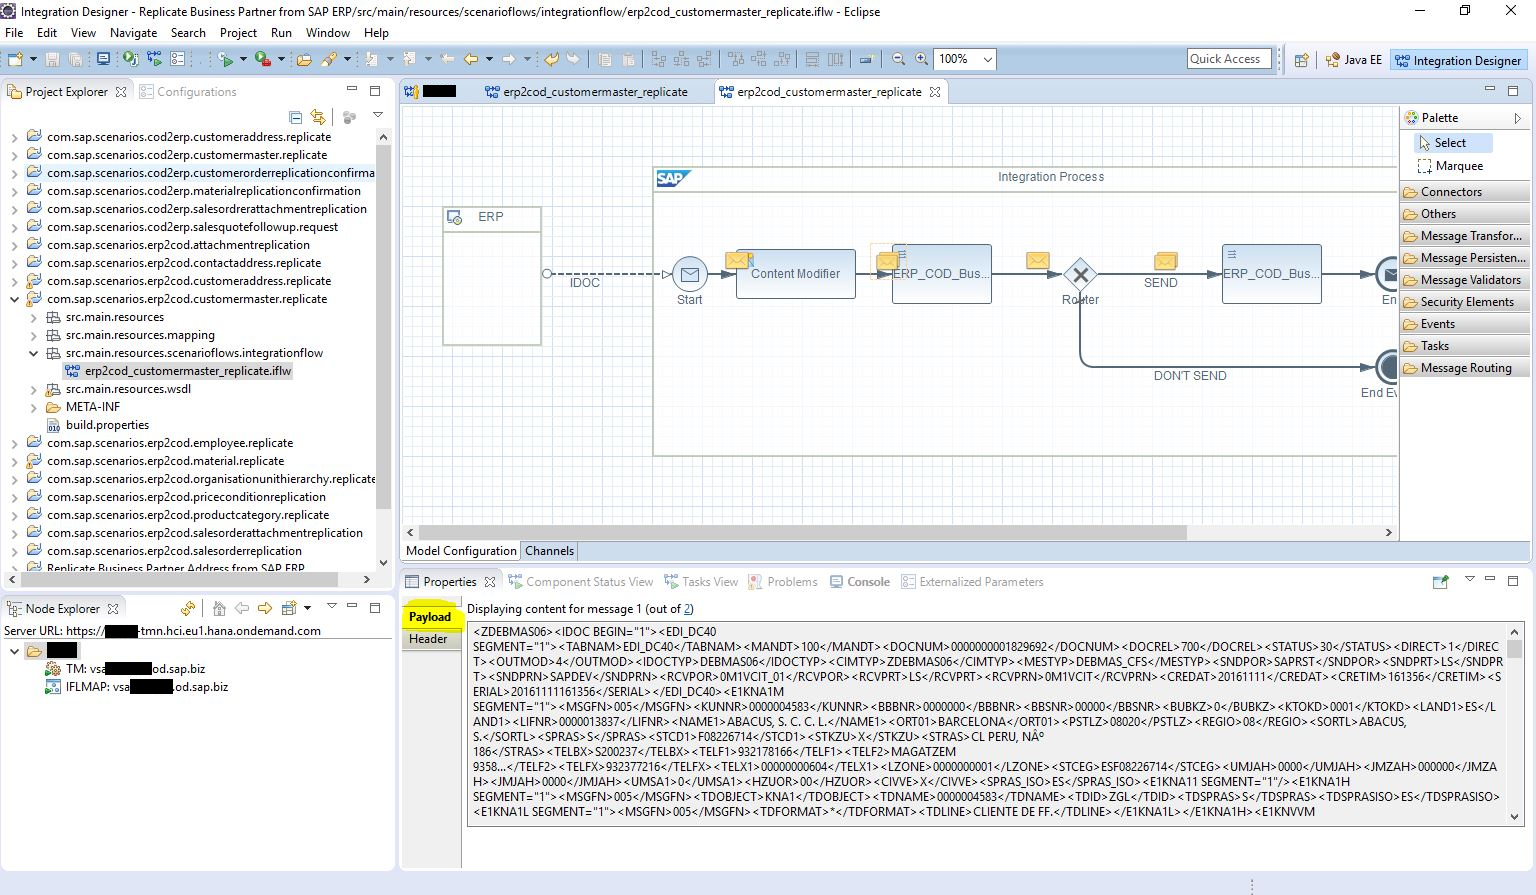 Integration Designer - Replicate Business Partner from SAP ERP/src/main/resources/scenarioflows/integrationflow/erp2cod_customermaster_replicate.iflw - Eclipse
File Edit View Navigate Search Project Run Window Help
100%
Quick Access
Java EE
Integration Designer
Project Explorer
Configurations
com.sap.scenarios.cod2erp.customeraddress.replicate
com.sap.scenarios.cod2erp.customermaster.replicate
com.sap.scenarios.cod2erp.customerorderreplicationconfirma
com.sap.scenarios.cod2erp.materialreplicationconfirmation
com.sap.scenarios.cod2erp.salesordrerattachmentreplication
com.sap.scenarios.cod2erp.salesquotefollowup.request
com.sap.scenarios.erp2cod.attachmentreplication
com.sap.scenarios.erp2cod.contactaddress.replicate
com.sap.scenarios.erp2cod.customeraddress.replicate
com.sap.scenarios.erp2cod.customermaster.replicate
src.main.resources
src.main.resources.mapping
src.main.resources.scenarioflows.integrationflow
erp2cod_customermaster_replicate.iflw
src.main.resources.wsdl
META-INF
build.properties
com.sap.scenarios.erp2cod.employee.replicate
com.sap.scenarios.erp2cod.material.replicate
com.sap.scenarios.erp2cod.organisationunithierarchy.replicate
com.sap.scenarios.erp2cod.priceconditionreplication
com.sap.scenarios.erp2cod.productcategory.replicate
com.sap.scenarios.erp2cod.salesorderattachmentreplication
com.sap.scenarios.erp2cod.salesorderreplication
Replicate Business Partner Address from SAP ERP
Node Explorer
Server URL: https:// -tmn.hci.eu1.hana.ondemand.com
TM: vsa od.sap.biz
IFLMAP: vsa .od.sap.biz
erp2cod_customermaster_replicate
erp2cod_customermaster_replicate
SAP
Integration Process
ERP
IDOC
Start
Content Modifier
ERP_COD_Bus...
Router
SEND
ERP_COD_Bus...
En
DON'T SEND
End Ev
Palette
Select
Marquee
Connectors
Others
Message Transfor...
Message Persisten...
Message Validators
Security Elements
Events
Tasks
Message Routing
Model Configuration
Channels
Properties
Component Status View
Tasks View
Problems
Console
Externalized Parameters
Payload
Header
Displaying content for message 1 (out of 2)
<ZDEBMAS06><IDOC BEGIN="1"><EDI_DC40
SEGMENT="1"><TABNAM>EDI_DC40</TABNAM><MANDT>100</MANDT><DOCNUM>0000000001829692</DOCNUM><DOCREL>700</DOCREL><STATUS>30</STATUS><DIRECT>1</DIREC
T><OUTMOD>4</OUTMOD><IDOCTYP>DEBMAS06</IDOCTYP><CIMTYP>ZDEBMAS06</CIMTYP><MESTYP>DEBMAS_CFS</MESTYP><SNDPOR>SAPRST</SNDPOR><SNDPRT>LS</SNDPR
T><SNDPRN>SAPDEV</SNDPRN><RCVPOR>0M1VCIT_01</RCVPOR><RCVPRT>LS</RCVPRT><RCVPRN>0M1VCIT</RCVPRN><CREDAT>20161111</CREDAT><CRETIM>161356</CRETIM><S
ERIAL>20161111161356</SERIAL></EDI_DC40><E1KNA1M
SEGMENT="1"><MSGFN>005</MSGFN><KUNNR>0000004583</KUNNR><BBBNR>0000000</BBBNR><BBSNR>00000</BBSNR><BUBKZ>0</BUBKZ><KTOKD>0001</KTOKD><LAND1>ES</L
AND1><LIFNR>0000013837</LIFNR><NAME1>ABACUS, S. C. C. L.</NAME1><ORT01>BARCELONA</ORT01><PSTLZ>08020</PSTLZ><REGIO>08</REGIO><SORTL>ABACUS,
S.</SORTL><SPRAS>S</SPRAS><STCD1>F08226714</STCD1><STKZU>X</STKZU><STRAS>CL PERU, NÂº
186</STRAS><TELBX>S200237</TELBX><TELF1>932178166</TELF1><TELF2>MAGATZEM
9358...</TELF2><TELFX>932377216</TELFX><TELX1>00000000604</TELX1><LZONE>0000000001</LZONE><STCEG>ESF08226714</STCEG><UMJAH>0000</UMJAH><JMZAH>000000</JMZA
H><JMJAH>0000</JMJAH><UMSA1>0</UMSA1><HZUOR>00</HZUOR><CIVVE>X</CIVVE><SPRAS_ISO>ES</SPRAS_ISO><E1KNA11 SEGMENT="1"/><E1KNA1H
SEGMENT="1"><MSGFN>005</MSGFN><TDOBJECT>KNA1</TDOBJECT><TDNAME>0000004583</TDNAME><TDID>ZGL</TDID><TDSPRAS>S</TDSPRAS><TDSPRASISO>ES</TDSPRASISO>
<E1KNA1L SEGMENT="1"><MSGFN>005</MSGFN><TDFORMAT>*</TDFORMAT><TDLINE>CLIENTE DE FF.</TDLINE></E1KNA1L></E1KNA1H><E1KNVVM